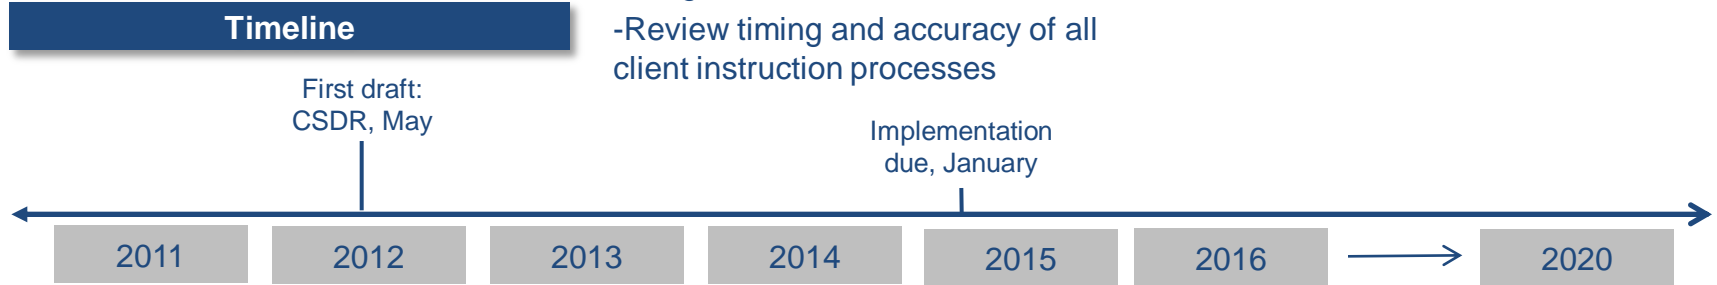 Timeline
-Review timing and accuracy of all
client instruction processes
First draft:
CSDR, May
Implementation
due, January
2011
2012
2013
2014
2015
2016
2020